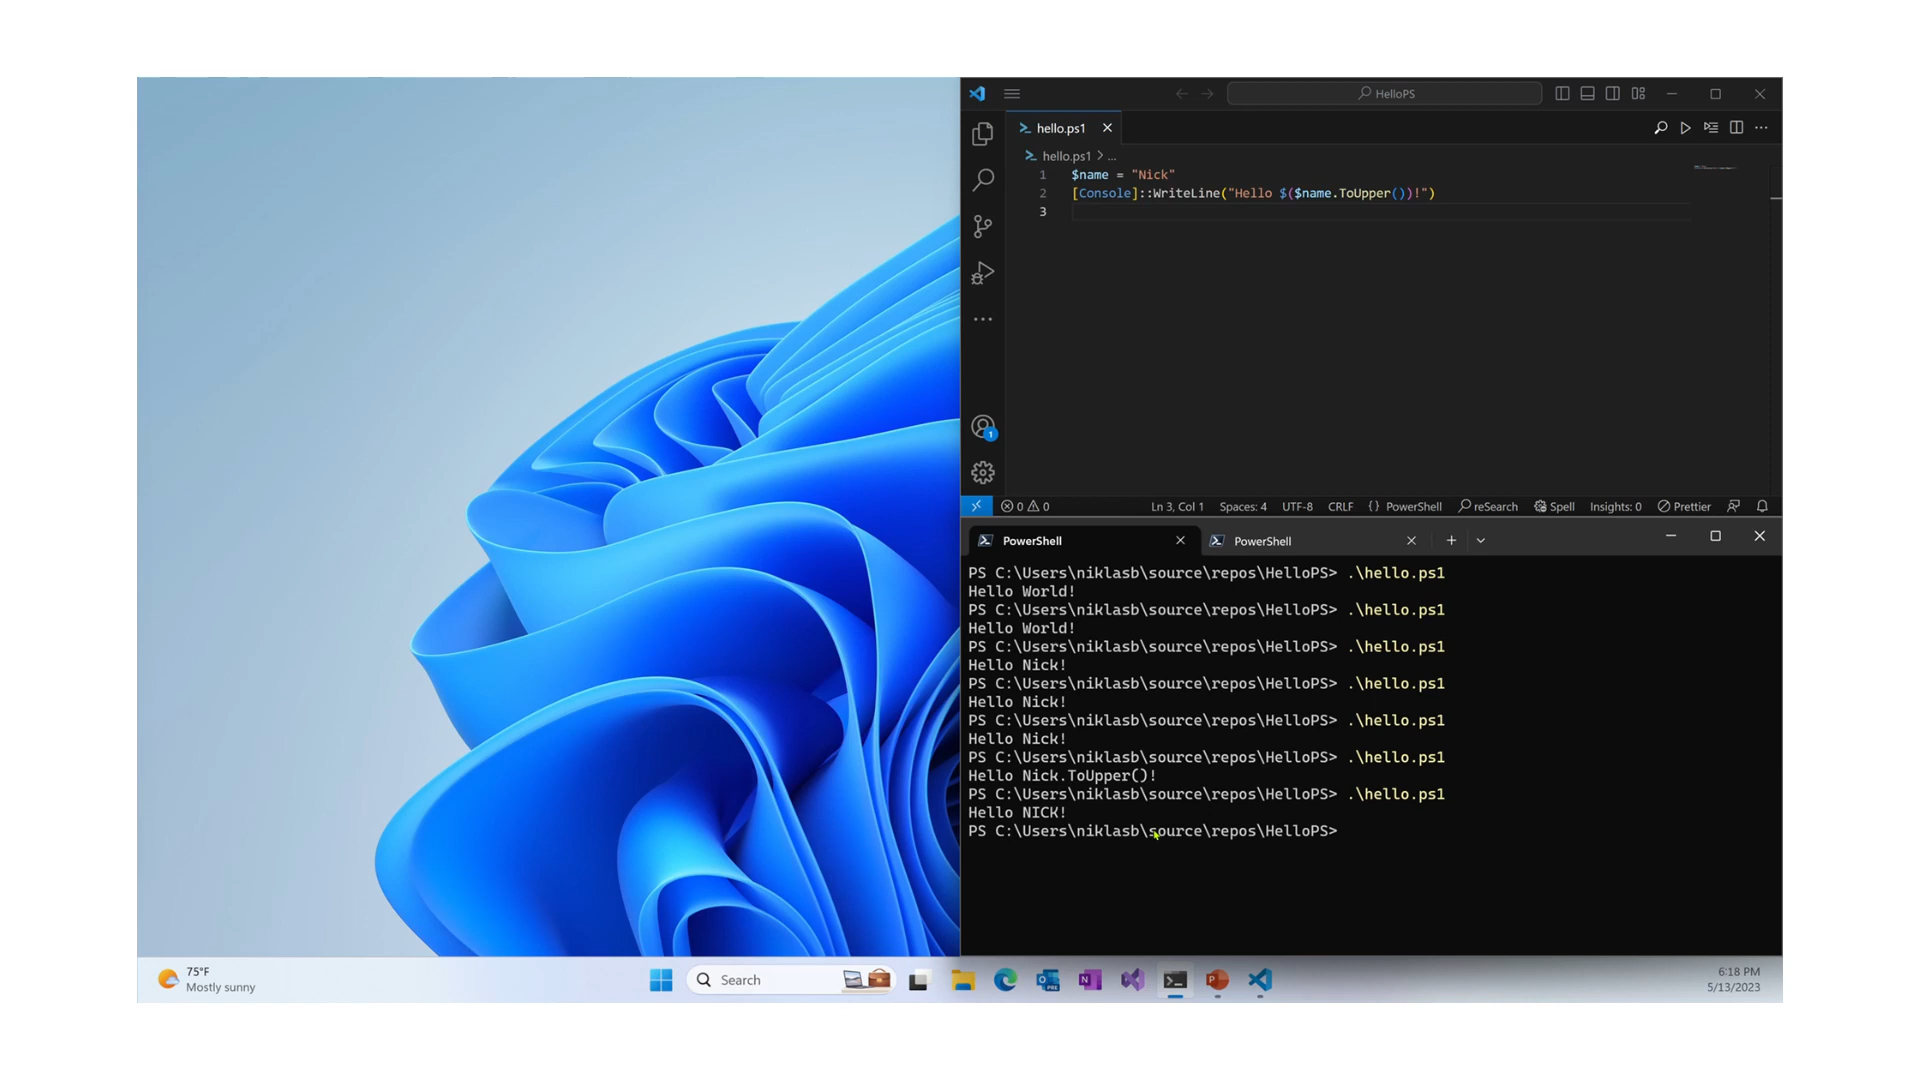 HelloPS
hello.ps1
hello.ps1 > ...
1 $name = "Nick"
2 [Console]::WriteLine("Hello $($name.ToUpper())!")
3
1
0 0 Ln 3, Col 1 Spaces: 4 UTF-8 CRLF {} PowerShell reSearch Spell Insights: 0 Prettier
PowerShell PowerShell
PS C:\Users\niklasb\source\repos\HelloPS> .\hello.ps1
Hello World!
PS C:\Users\niklasb\source\repos\HelloPS> .\hello.ps1
Hello World!
PS C:\Users\niklasb\source\repos\HelloPS> .\hello.ps1
Hello Nick!
PS C:\Users\niklasb\source\repos\HelloPS> .\hello.ps1
Hello Nick!
PS C:\Users\niklasb\source\repos\HelloPS> .\hello.ps1
Hello Nick!
PS C:\Users\niklasb\source\repos\HelloPS> .\hello.ps1
Hello Nick.ToUpper()!
PS C:\Users\niklasb\source\repos\HelloPS> .\hello.ps1
Hello NICK!
PS C:\Users\niklasb\source\repos\HelloPS>
75°F
Mostly sunny
Search
6:18 PM
5/13/2023